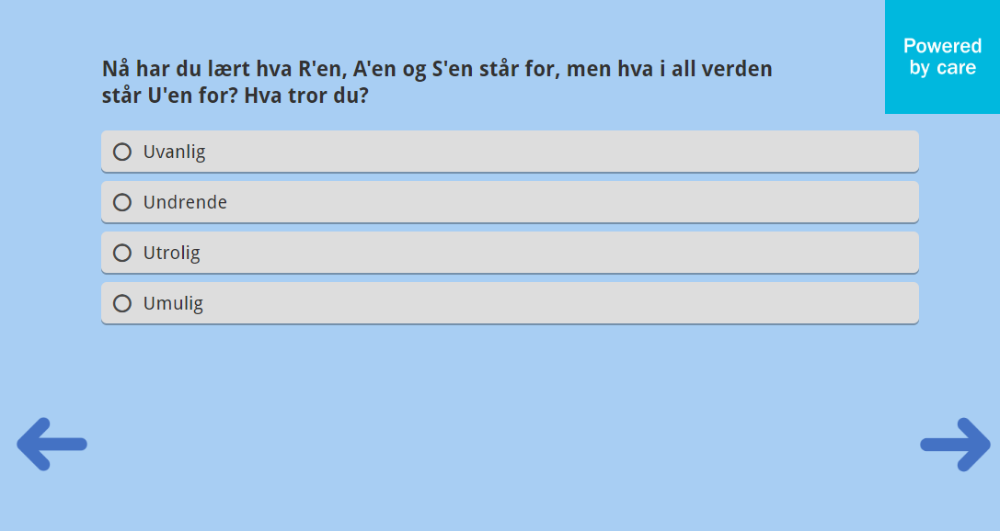 Powered
by care
Nå har du lært hva R'en, A'en og S'en står for, men hva i all verden
står U'en for? Hva tror du?
Uvanlig
Undrende
Utrolig
Umulig